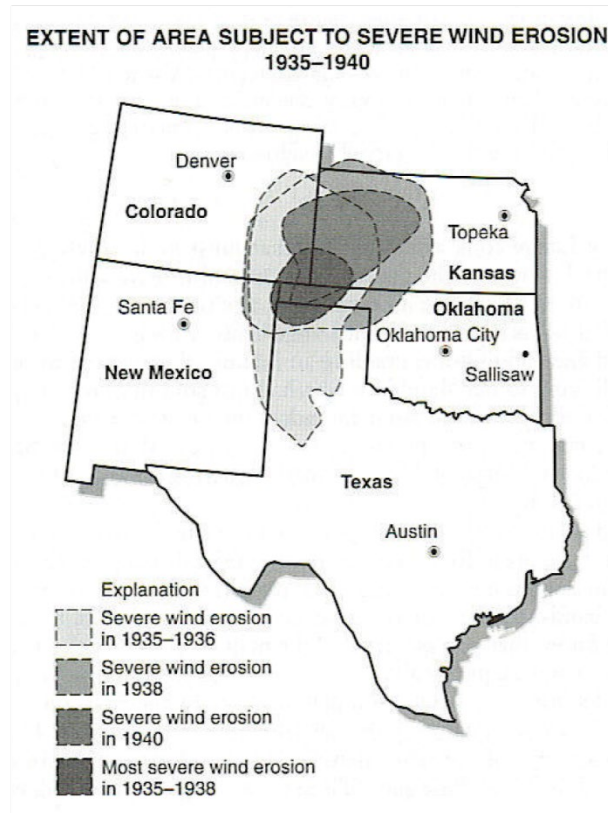 EXTENT OF AREA SUBJECT TO SEVERE WIND EROSION
1935–1940
Denver
Colorado
Topeka
Kansas
Santa Fe
Oklahoma
Oklahoma City
New Mexico
Sallisaw
Texas
Austin
Explanation
Severe wind erosion
in 1935–1936
Severe wind erosion
in 1938
Severe wind erosion
in 1940
Most severe wind erosion
in 1935–1938